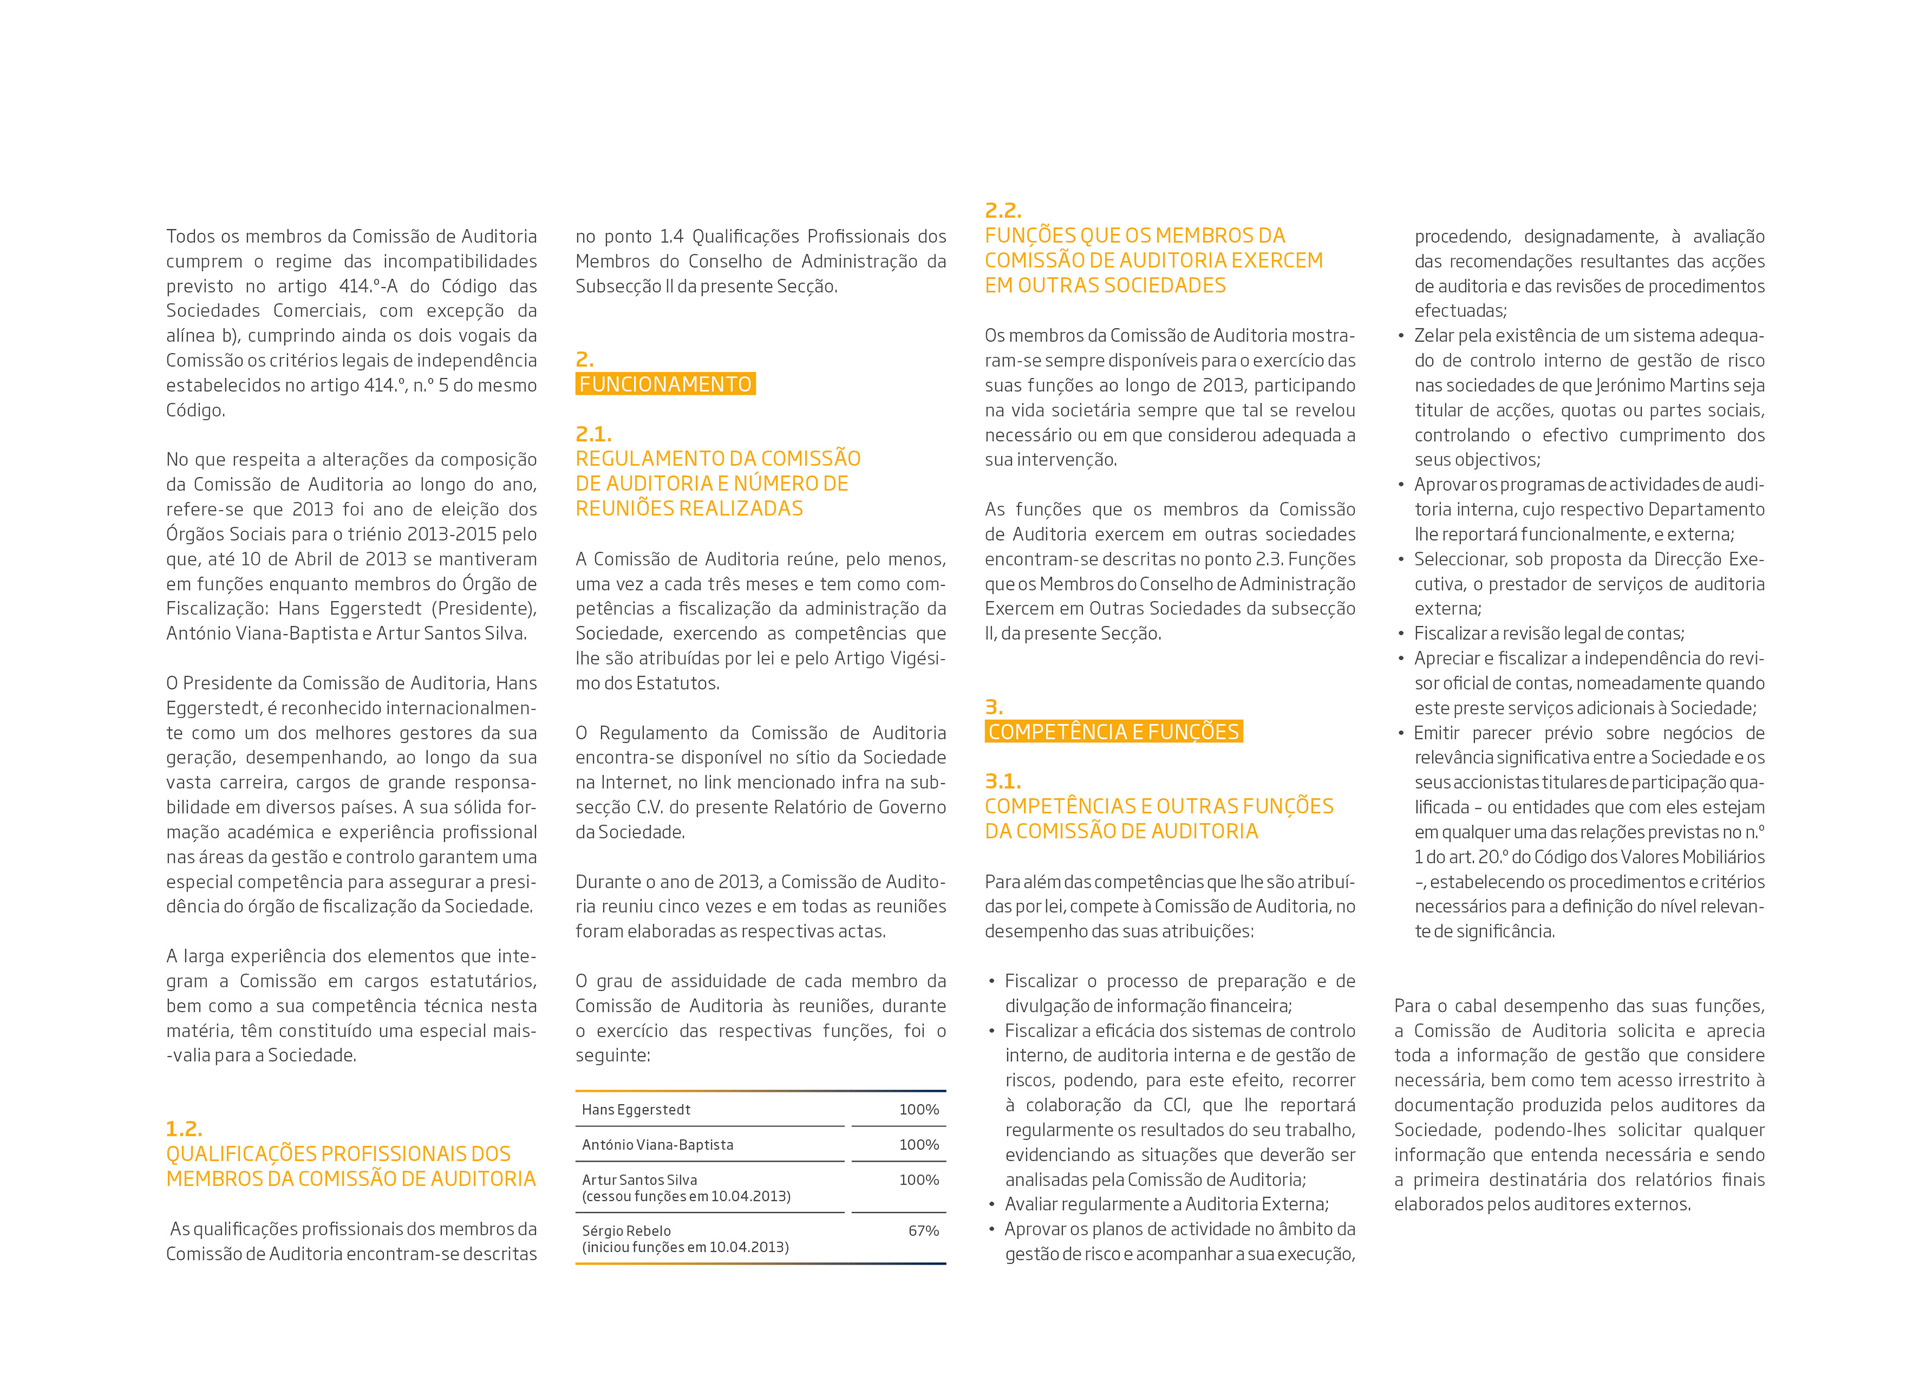 Todos os membros da Comissão de Auditoria
cumprem o regime das incompatibilidades
previsto no artigo 414.º-A do Código das
Sociedades Comerciais, com excepção da
alínea b), cumprindo ainda os dois vogais da
Comissão os critérios legais de independência
estabelecidos no artigo 414.º, n.º 5 do mesmo
Código.
No que respeita a alterações da composição
da Comissão de Auditoria ao longo do ano,
refere-se que 2013 foi ano de eleição dos
Órgãos Sociais para o triénio 2013-2015 pelo
que, até 10 de Abril de 2013 se mantiveram
em funções enquanto membros do Órgão de
Fiscalização: Hans Eggerstedt (Presidente),
António Viana-Baptista e Artur Santos Silva.
O Presidente da Comissão de Auditoria, Hans
Eggerstedt, é reconhecido internacionalmen-
te como um dos melhores gestores da sua
geração, desempenhando, ao longo da sua
vasta carreira, cargos de grande responsa-
bilidade em diversos países. A sua sólida for-
mação académica e experiência profissional
nas áreas da gestão e controlo garantem uma
especial competência para assegurar a presi-
dência do órgão de fiscalização da Sociedade.
A larga experiência dos elementos que inte-
gram a Comissão em cargos estatutários,
bem como a sua competência técnica nesta
matéria, têm constituído uma especial mais-
-valia para a Sociedade.
1.2.
QUALIFICAÇÕES PROFISSIONAIS DOS
MEMBROS DA COMISSÃO DE AUDITORIA
As qualificações profissionais dos membros da
Comissão de Auditoria encontram-se descritas
no ponto 1.4 Qualificações Profissionais dos
Membros do Conselho de Administração da
Subsecção II da presente Secção.
2.
FUNCIONAMENTO
2.1.
REGULAMENTO DA COMISSÃO
DE AUDITORIA E NÚMERO DE
REUNIÕES REALIZADAS
A Comissão de Auditoria reúne, pelo menos,
uma vez a cada três meses e tem como com-
petências a fiscalização da administração da
Sociedade, exercendo as competências que
lhe são atribuídas por lei e pelo Artigo Vigési-
mo dos Estatutos.
O Regulamento da Comissão de Auditoria
encontra-se disponível no sítio da Sociedade
na Internet, no link mencionado infra na sub-
secção C.V. do presente Relatório de Governo
da Sociedade.
Durante o ano de 2013, a Comissão de Audito-
ria reuniu cinco vezes e em todas as reuniões
foram elaboradas as respectivas actas.
O grau de assiduidade de cada membro da
Comissão de Auditoria às reuniões, durante
o exercício das respectivas funções, foi o
seguinte:
Hans Eggerstedt 100%
António Viana-Baptista 100%
Artur Santos Silva 100%
(cessou funções em 10.04.2013)
Sérgio Rebelo 67%
(iniciou funções em 10.04.2013)
2.2.
FUNÇÕES QUE OS MEMBROS DA
COMISSÃO DE AUDITORIA EXERCEM
EM OUTRAS SOCIEDADES
Os membros da Comissão de Auditoria mostra-
ram-se sempre disponíveis para o exercício das
suas funções ao longo de 2013, participando
na vida societária sempre que tal se revelou
necessário ou em que considerou adequada a
sua intervenção.
As funções que os membros da Comissão
de Auditoria exercem em outras sociedades
encontram-se descritas no ponto 2.3. Funções
que os Membros do Conselho de Administração
Exercem em Outras Sociedades da subsecção
II, da presente Secção.
3.
COMPETÊNCIA E FUNÇÕES
3.1.
COMPETÊNCIAS E OUTRAS FUNÇÕES
DA COMISSÃO DE AUDITORIA
Para além das competências que lhe são atribuí-
das por lei, compete à Comissão de Auditoria, no
desempenho das suas atribuições:
• Fiscalizar o processo de preparação e de
divulgação de informação financeira;
• Fiscalizar a eficácia dos sistemas de controlo
interno, de auditoria interna e de gestão de
riscos, podendo, para este efeito, recorrer
à colaboração da CCI, que lhe reportará
regularmente os resultados do seu trabalho,
evidenciando as situações que deverão ser
analisadas pela Comissão de Auditoria;
• Avaliar regularmente a Auditoria Externa;
• Aprovar os planos de actividade no âmbito da
gestão de risco e acompanhar a sua execução,
procedendo, designadamente, à avaliação
das recomendações resultantes das acções
de auditoria e das revisões de procedimentos
efectuadas;
• Zelar pela existência de um sistema adequa-
do de controlo interno de gestão de risco
nas sociedades de que Jerónimo Martins seja
titular de acções, quotas ou partes sociais,
controlando o efectivo cumprimento dos
seus objectivos;
• Aprovar os programas de actividades de audi-
toria interna, cujo respectivo Departamento
lhe reportará funcionalmente, e externa;
• Seleccionar, sob proposta da Direcção Exe-
cutiva, o prestador de serviços de auditoria
externa;
• Fiscalizar a revisão legal de contas;
• Apreciar e fiscalizar a independência do revi-
sor oficial de contas, nomeadamente quando
este preste serviços adicionais à Sociedade;
• Emitir parecer prévio sobre negócios de
relevância significativa entre a Sociedade e os
seus accionistas titulares de participação qua-
lificada – ou entidades que com eles estejam
em qualquer uma das relações previstas no n.º
1 do art. 20.º do Código dos Valores Mobiliários
–, estabelecendo os procedimentos e critérios
necessários para a definição do nível relevan-
te de significância.
Para o cabal desempenho das suas funções,
a Comissão de Auditoria solicita e aprecia
toda a informação de gestão que considere
necessária, bem como tem acesso irrestrito à
documentação produzida pelos auditores da
Sociedade, podendo-lhes solicitar qualquer
informação que entenda necessária e sendo
a primeira destinatária dos relatórios finais
elaborados pelos auditores externos.